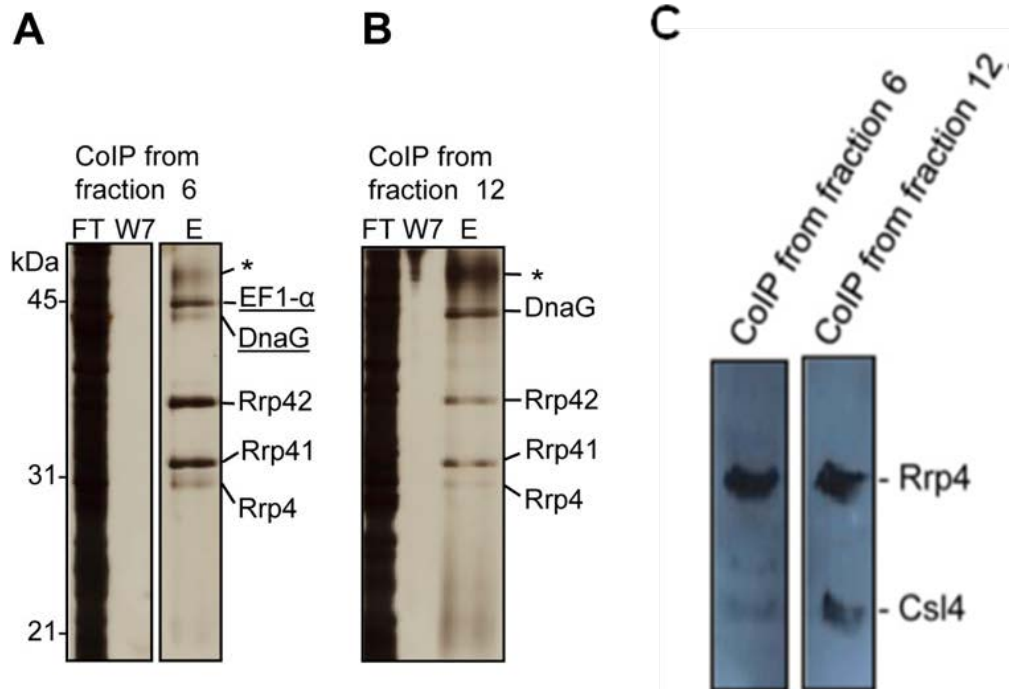 A
CoIP from
fraction 6
FT W7 E
kDa
*
45
EF1-α
DnaG
Rrp42
Rrp41
31
Rrp4
21
B
CoIP from
fraction 12
FT W7 E
*
DnaG
Rrp42
Rrp41
Rrp4
C
CoIP from fraction 6
CoIP from fraction 12
- Rrp4
- Csl4